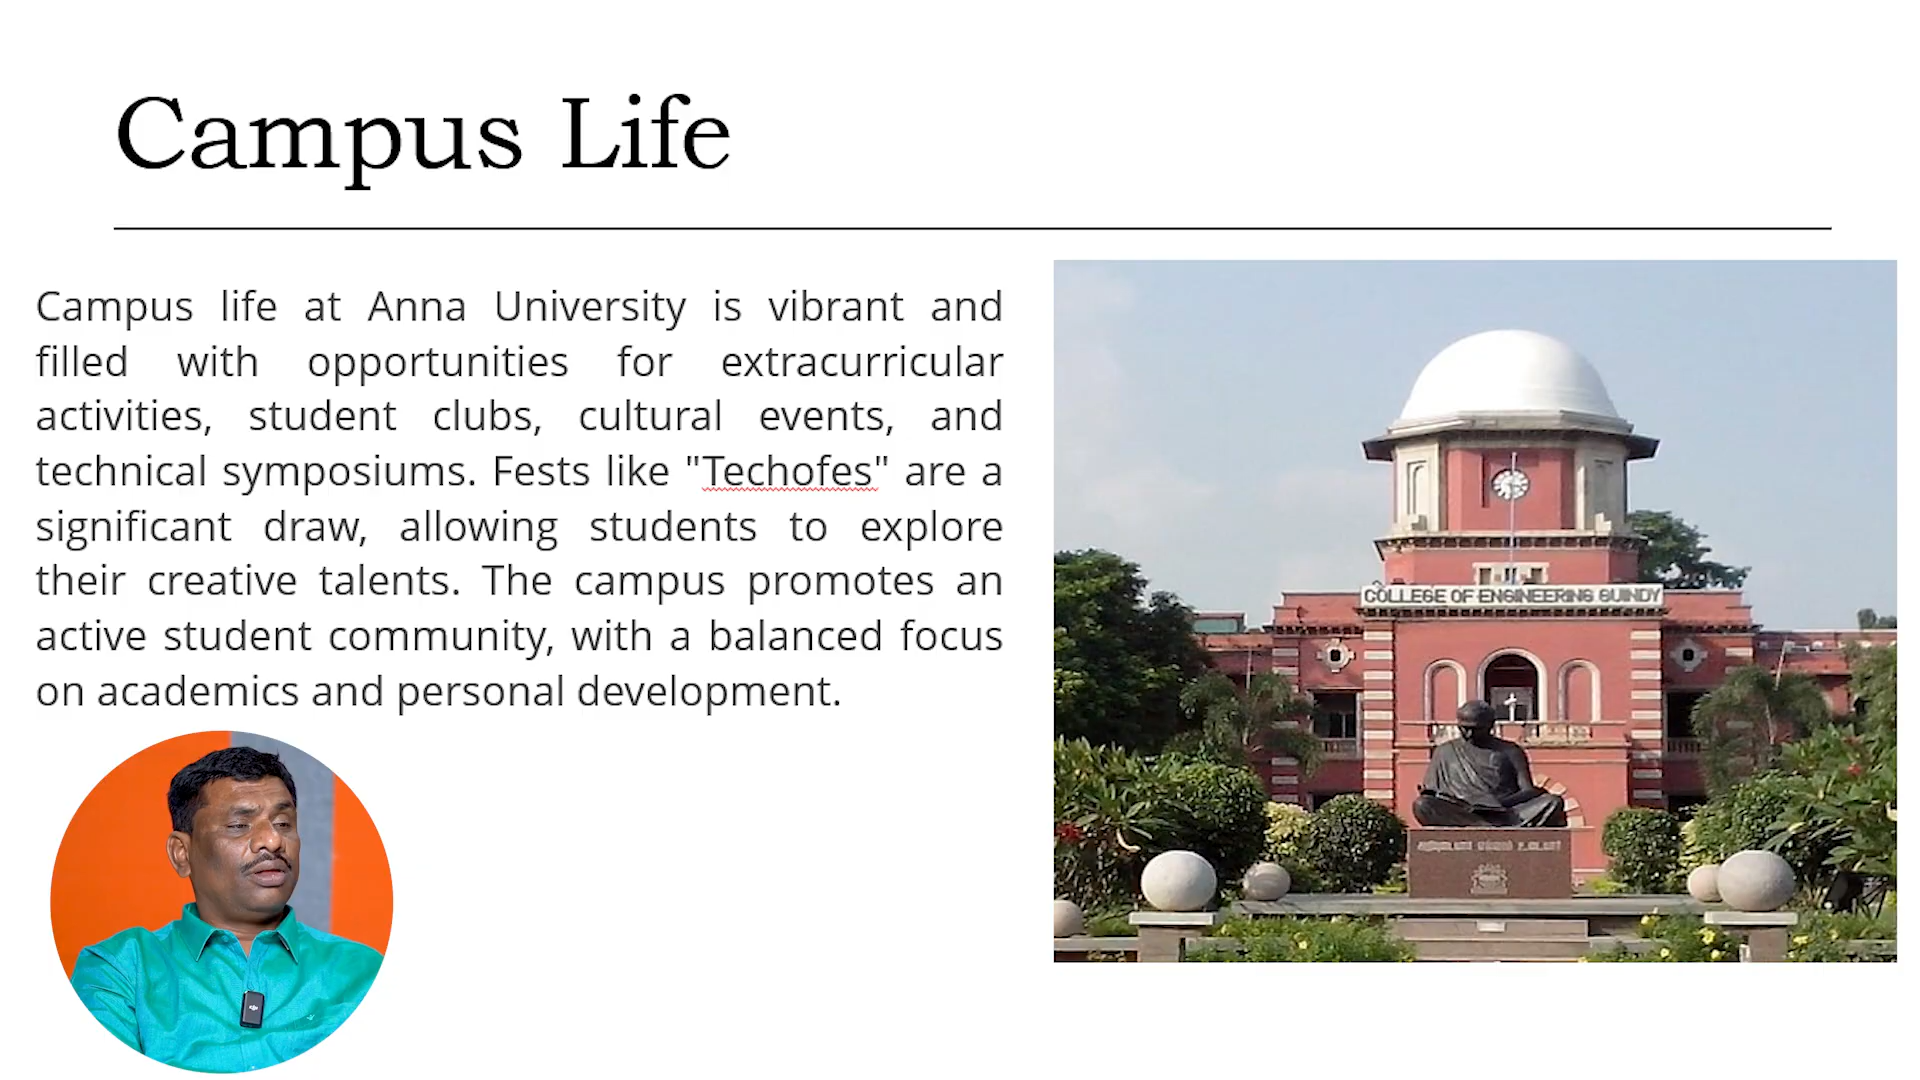 Campus Life
Campus life at Anna University is vibrant and
filled with opportunities for extracurricular
activities, student clubs, cultural events, and
technical symposiums. Fests like "Techofes" are a
significant draw, allowing students to explore
their creative talents. The campus promotes an
active student community, with a balanced focus
on academics and personal development.
COLLEGE OF ENGINEERING GUINDY